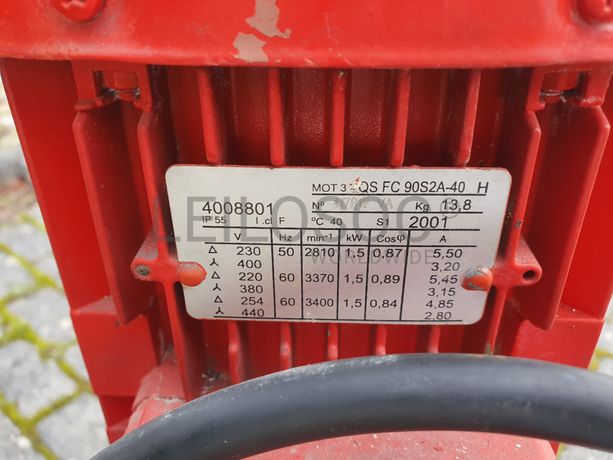 MOT 3~ QS FC 90S2A-40 H
4008801 Nº Kg 13,8
IP 55 I.cl F °C 40 S1 2001
V Hz min⁻¹ kW Cosφ A
△ 230 50 2810 1,5 0,87 5,50
⅄ 400 3,20
△ 220 60 3370 1,5 0,89 5,45
⅄ 380 3,15
△ 254 60 3400 1,5 0,84 4,85
⅄ 440 2,80
LEILOSOC®
WORLDWIDE